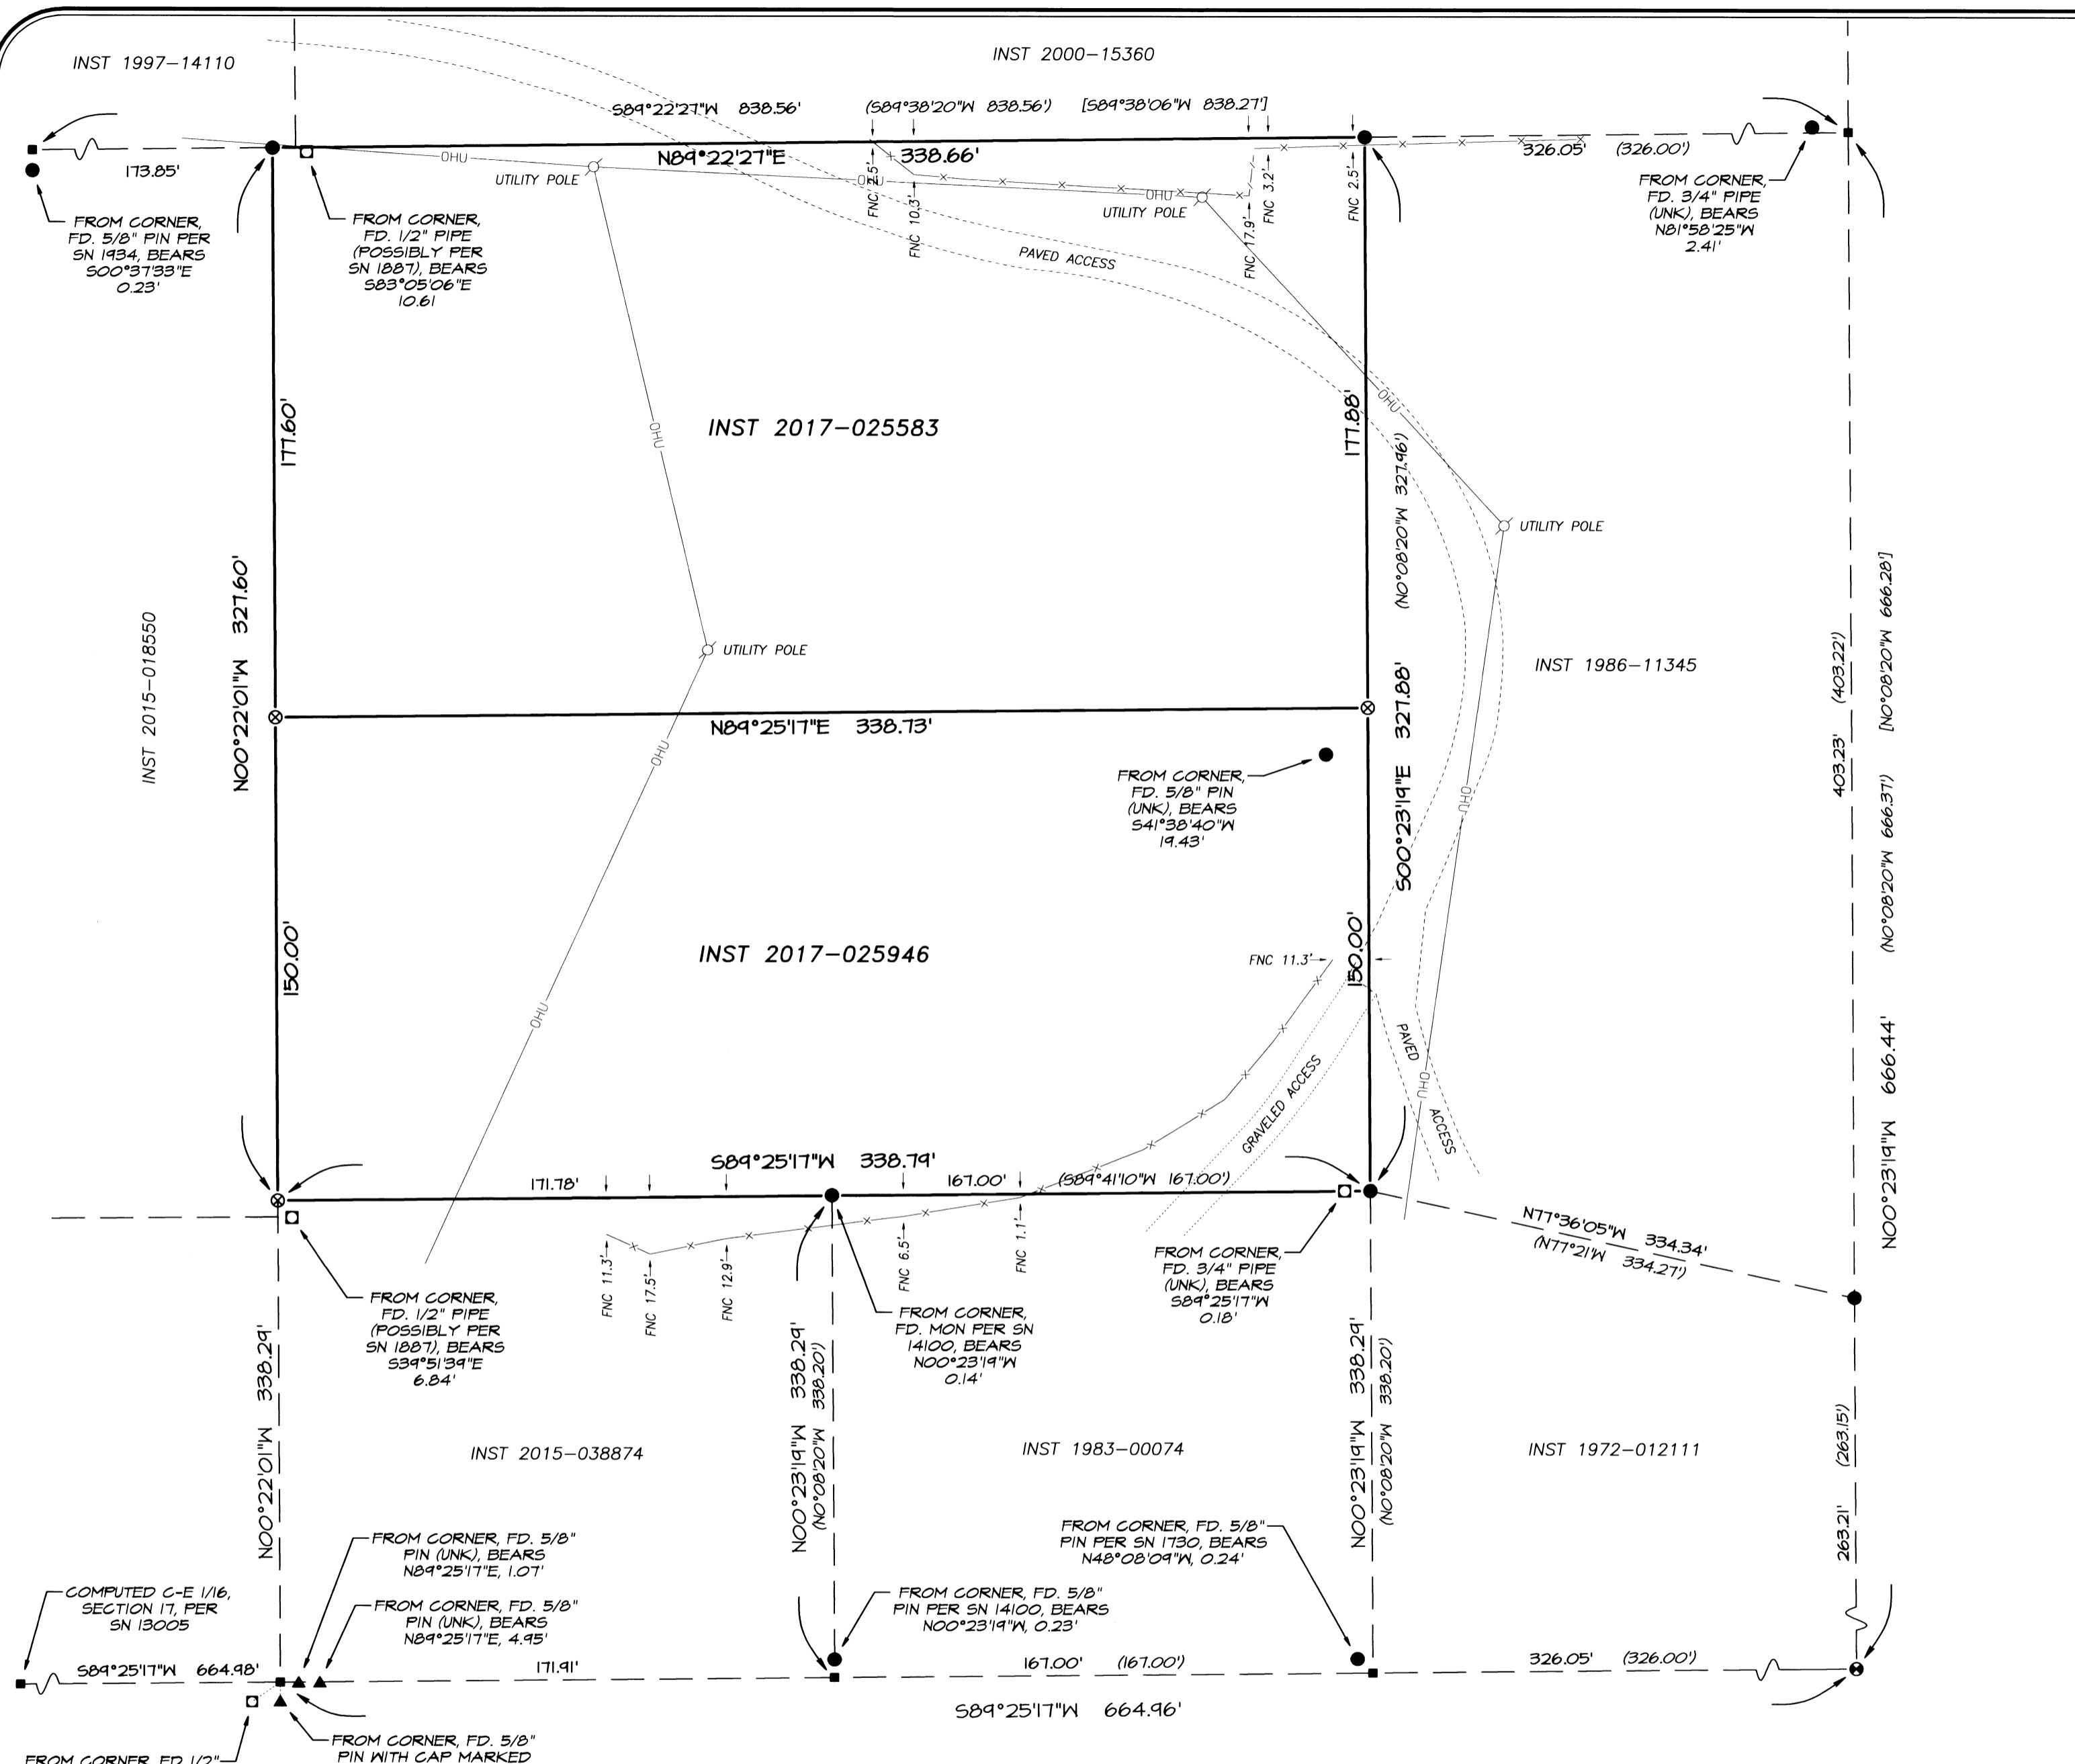 INST 1997-14110
INST 2000-15360
S89°22'27"W 838.56'
(S89°38'20"W 838.56')
[S89°38'06"W 838.27']
173.85'
OHU
N89°22'27"E 338.66'
OHU
OHU
326.05' (326.00')
UTILITY POLE
UTILITY POLE
FNC 2.5'
FNC 10.3'
FNC 17.9'
FNC 3.2'
FNC 2.5'
FROM CORNER,
FD. 5/8" PIN PER
SN 1934, BEARS
S00°37'33"E
0.23'
FROM CORNER,
FD. 1/2" PIPE
(POSSIBLY PER
SN 1887), BEARS
S83°05'06"E
10.61
FROM CORNER,
FD. 3/4" PIPE
(UNK), BEARS
N81°58'25"W
2.41'
PAVED ACCESS
177.60'
OHU
INST 2017-025583
177.88'
OHU
(N0°08'20"W 327.96')
UTILITY POLE
INST 2015-018550
N00°22'01"W 327.60'
UTILITY POLE
INST 1986-11345
403.23' (403.22')
[N0°08'20"W 666.28']
N89°25'17"E 338.73'
OHU
S00°23'19"E 327.88'
OHU
(N0°08'20"W 666.37')
FROM CORNER,
FD. 5/8" PIN
(UNK), BEARS
S41°38'40"W
19.43'
150.00'
INST 2017-025946
FNC 11.3'
150.00'
OHU
PAVED
ACCESS
OHU
GRAVELED ACCESS
N00°23'19"W 666.44'
S89°25'17"W 338.79'
171.78'
167.00'
(S89°41'10"W 167.00')
FNC 11.3'
FNC 17.5'
FNC 12.9'
FNC 6.5'
FNC 1.1'
N77°36'05"W 334.34'
(N77°21'W 334.27')
FROM CORNER,
FD. 1/2" PIPE
(POSSIBLY PER
SN 1887), BEARS
S39°51'39"E
6.84'
FROM CORNER,
FD. MON PER SN
14100, BEARS
N00°23'19"W
0.14'
FROM CORNER,
FD. 3/4" PIPE
(UNK), BEARS
S89°25'17"W
0.18'
N00°22'01"W 338.29'
N00°23'19"W 338.29'
(N0°08'20"W 338.20')
N00°23'19"W 338.29'
(N0°08'20"W 338.20')
263.21' (263.15')
INST 2015-038874
INST 1983-00074
INST 1972-012111
FROM CORNER, FD. 5/8"
PIN (UNK), BEARS
N89°25'17"E, 1.07'
FROM CORNER, FD. 5/8"
PIN PER SN 1730, BEARS
N48°08'09"W, 0.24'
COMPUTED C-E 1/16,
SECTION 17, PER
SN 13005
FROM CORNER, FD. 5/8"
PIN (UNK), BEARS
N89°25'17"E, 4.95'
FROM CORNER, FD. 5/8"
PIN PER SN 14100, BEARS
N00°23'19"W, 0.23'
S89°25'17"W 664.98'
171.91'
167.00' (167.00')
326.05' (326.00')
S89°25'17"W 664.96'
FROM CORNER, FD. 5/8"
PIN WITH CAP MARKED
FROM CORNER, FD 1/2"